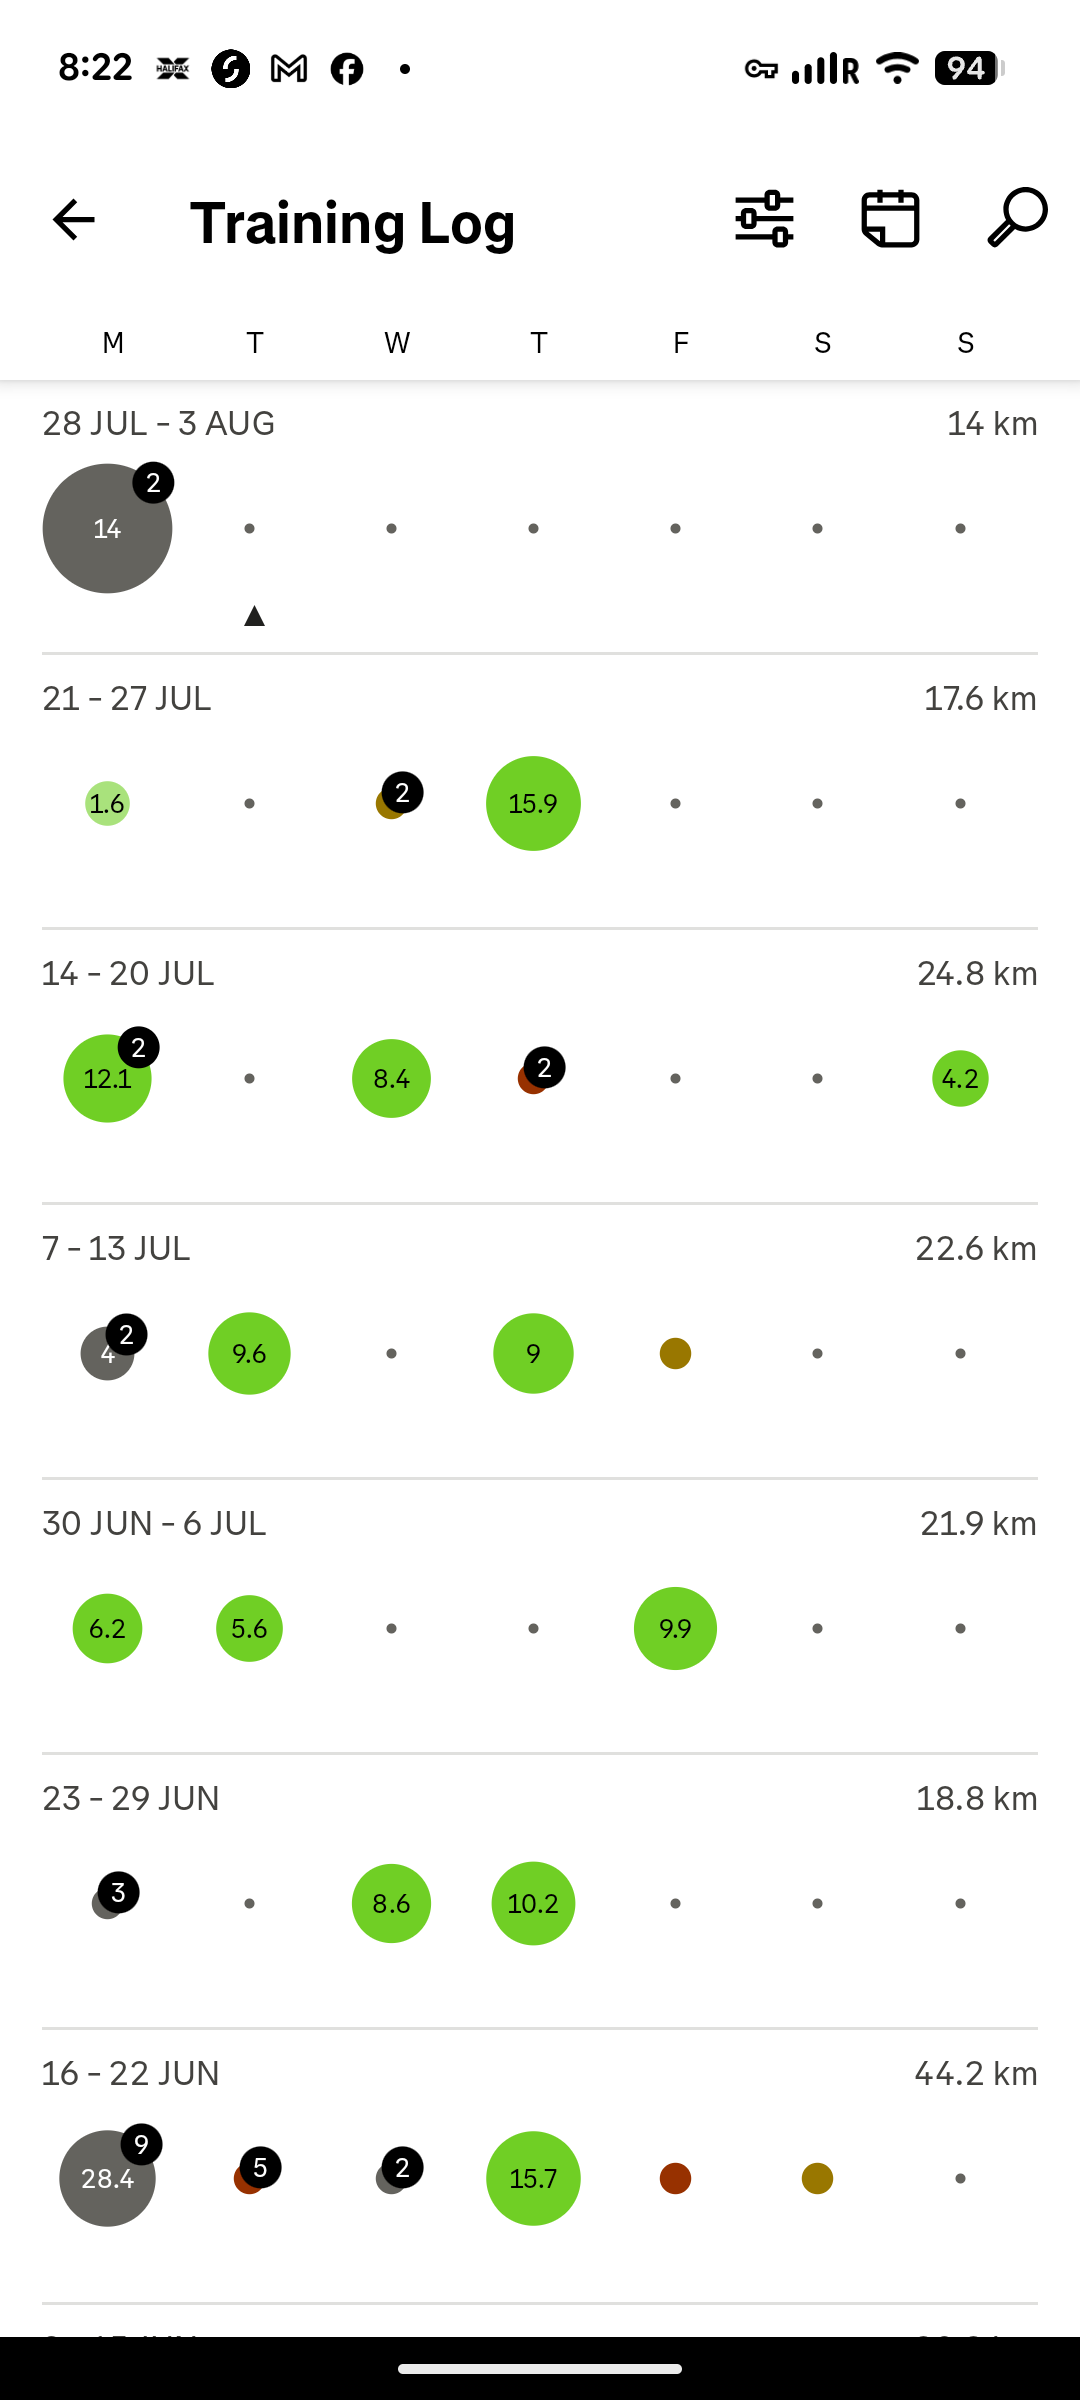 8:22 HALIFAX R 94
Training Log
M T W T F S S
28 JUL - 3 AUG 14 km
14 2
21 - 27 JUL 17.6 km
1.6 2 15.9
14 - 20 JUL 24.8 km
12.1 2 8.4 2 4.2
7 - 13 JUL 22.6 km
4 2 9.6 9
30 JUN - 6 JUL 21.9 km
6.2 5.6 9.9
23 - 29 JUN 18.8 km
3 8.6 10.2
16 - 22 JUN 44.2 km
28.4 9 5 2 15.7